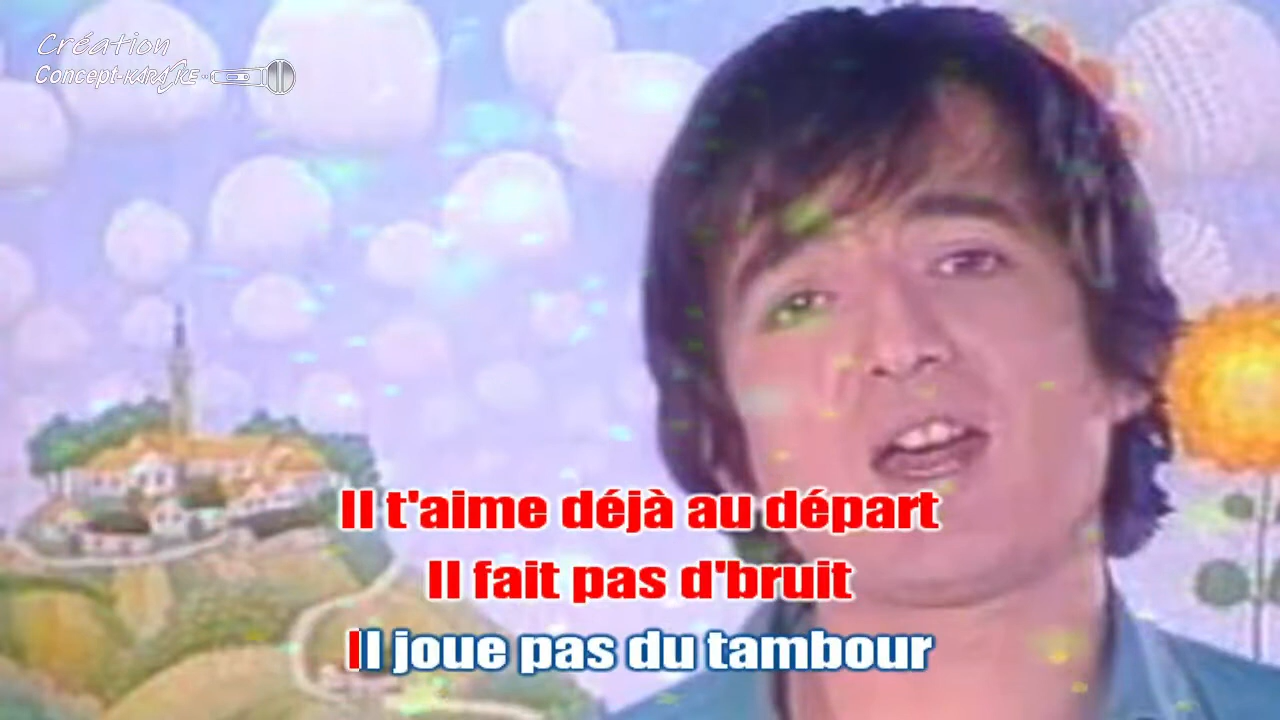 Création
Concept-KARAOKE
Il t'aime déjà au départ
Il fait pas d'bruit
Il joue pas du tambour